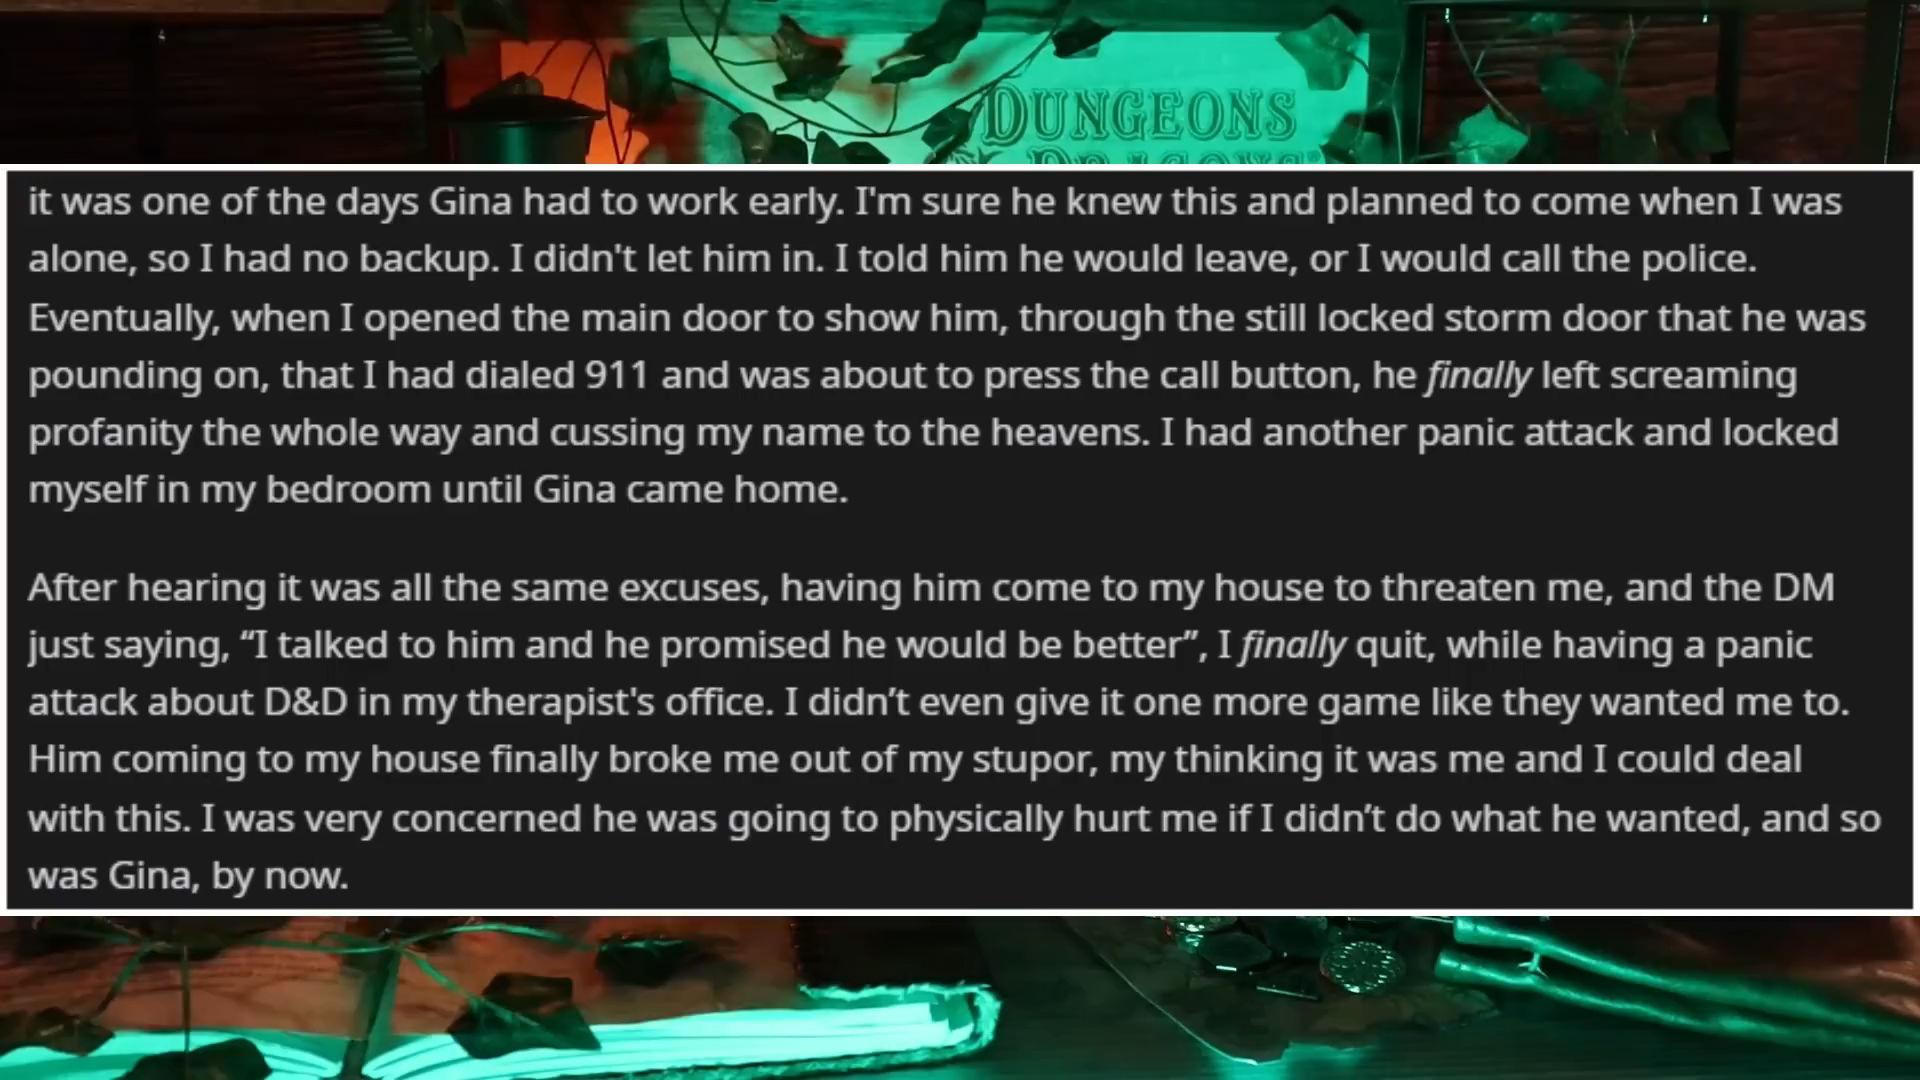 DUNGEONS
DRAGONS
it was one of the days Gina had to work early. I'm sure he knew this and planned to come when I was
alone, so I had no backup. I didn't let him in. I told him he would leave, or I would call the police.
Eventually, when I opened the main door to show him, through the still locked storm door that he was
pounding on, that I had dialed 911 and was about to press the call button, he finally left screaming
profanity the whole way and cussing my name to the heavens. I had another panic attack and locked
myself in my bedroom until Gina came home.
After hearing it was all the same excuses, having him come to my house to threaten me, and the DM
just saying, “I talked to him and he promised he would be better”, I finally quit, while having a panic
attack about D&D in my therapist's office. I didn’t even give it one more game like they wanted me to.
Him coming to my house finally broke me out of my stupor, my thinking it was me and I could deal
with this. I was very concerned he was going to physically hurt me if I didn’t do what he wanted, and so
was Gina, by now.